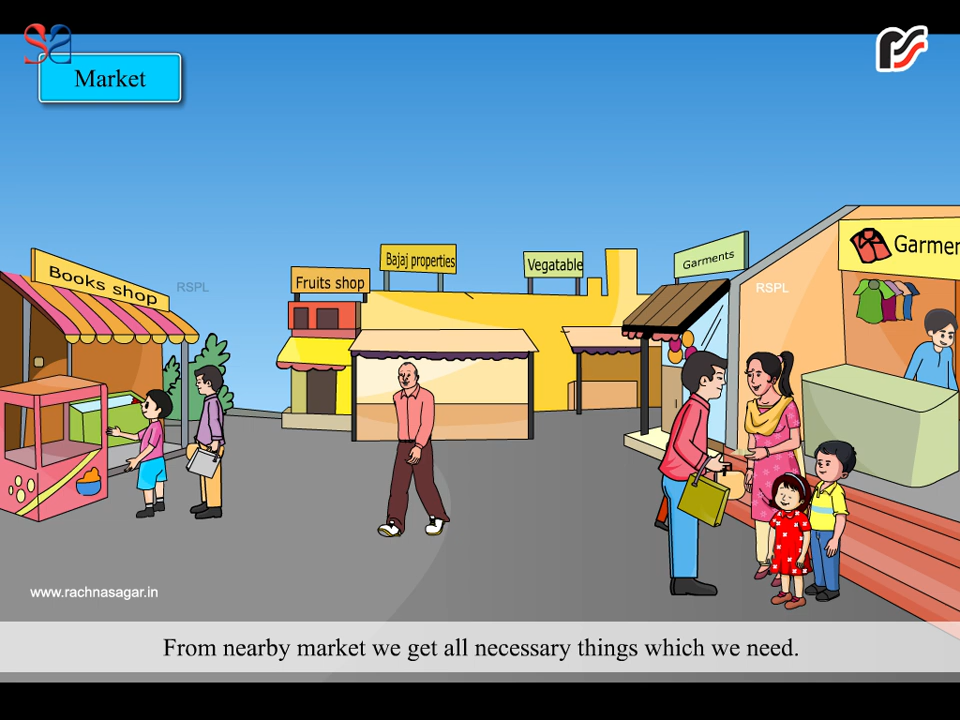 Market
Books shop
RSPL
Fruits shop
Bajaj properties
Vegatable
Garments
RSPL
Garmen
www.rachnasagar.in
From nearby market we get all necessary things which we need.